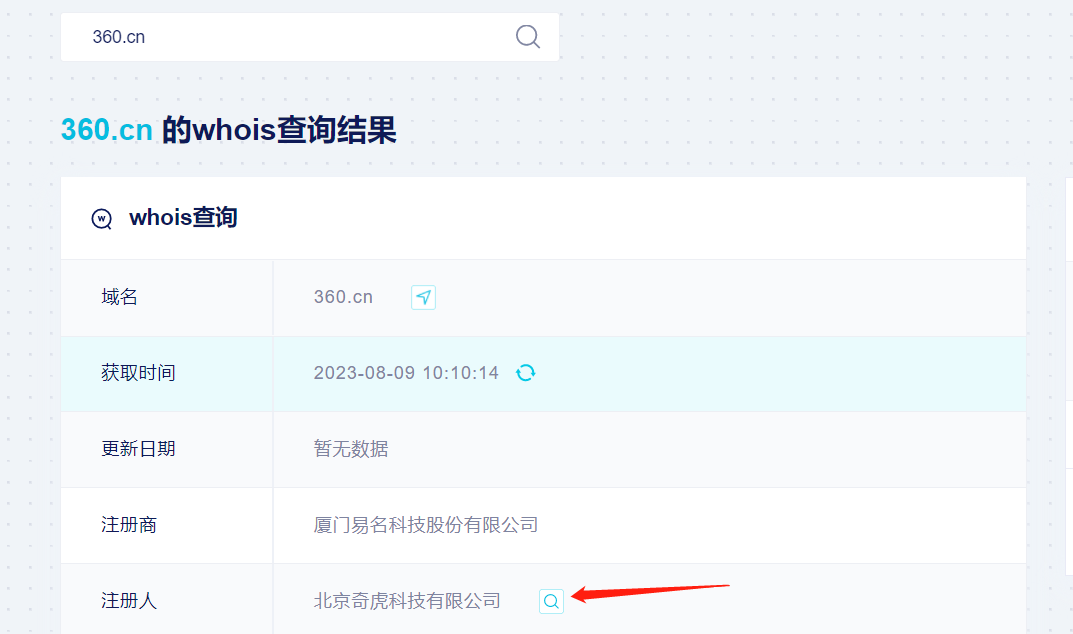 360.cn
360.cn 的whois查询结果
whois查询
域名 360.cn
获取时间 2023-08-09 10:10:14
更新日期 暂无数据
注册商 厦门易名科技股份有限公司
注册人 北京奇虎科技有限公司